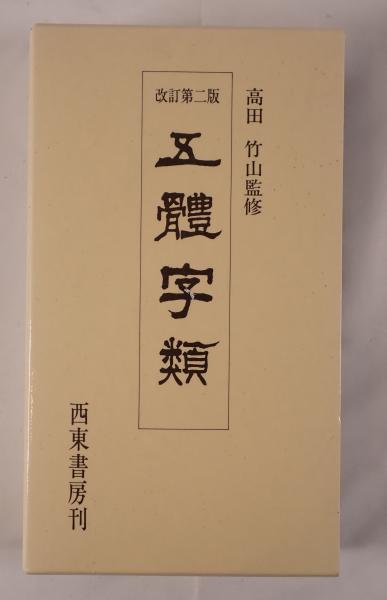 高田 竹山監修
改訂第二版
五體字類
西東書房刊